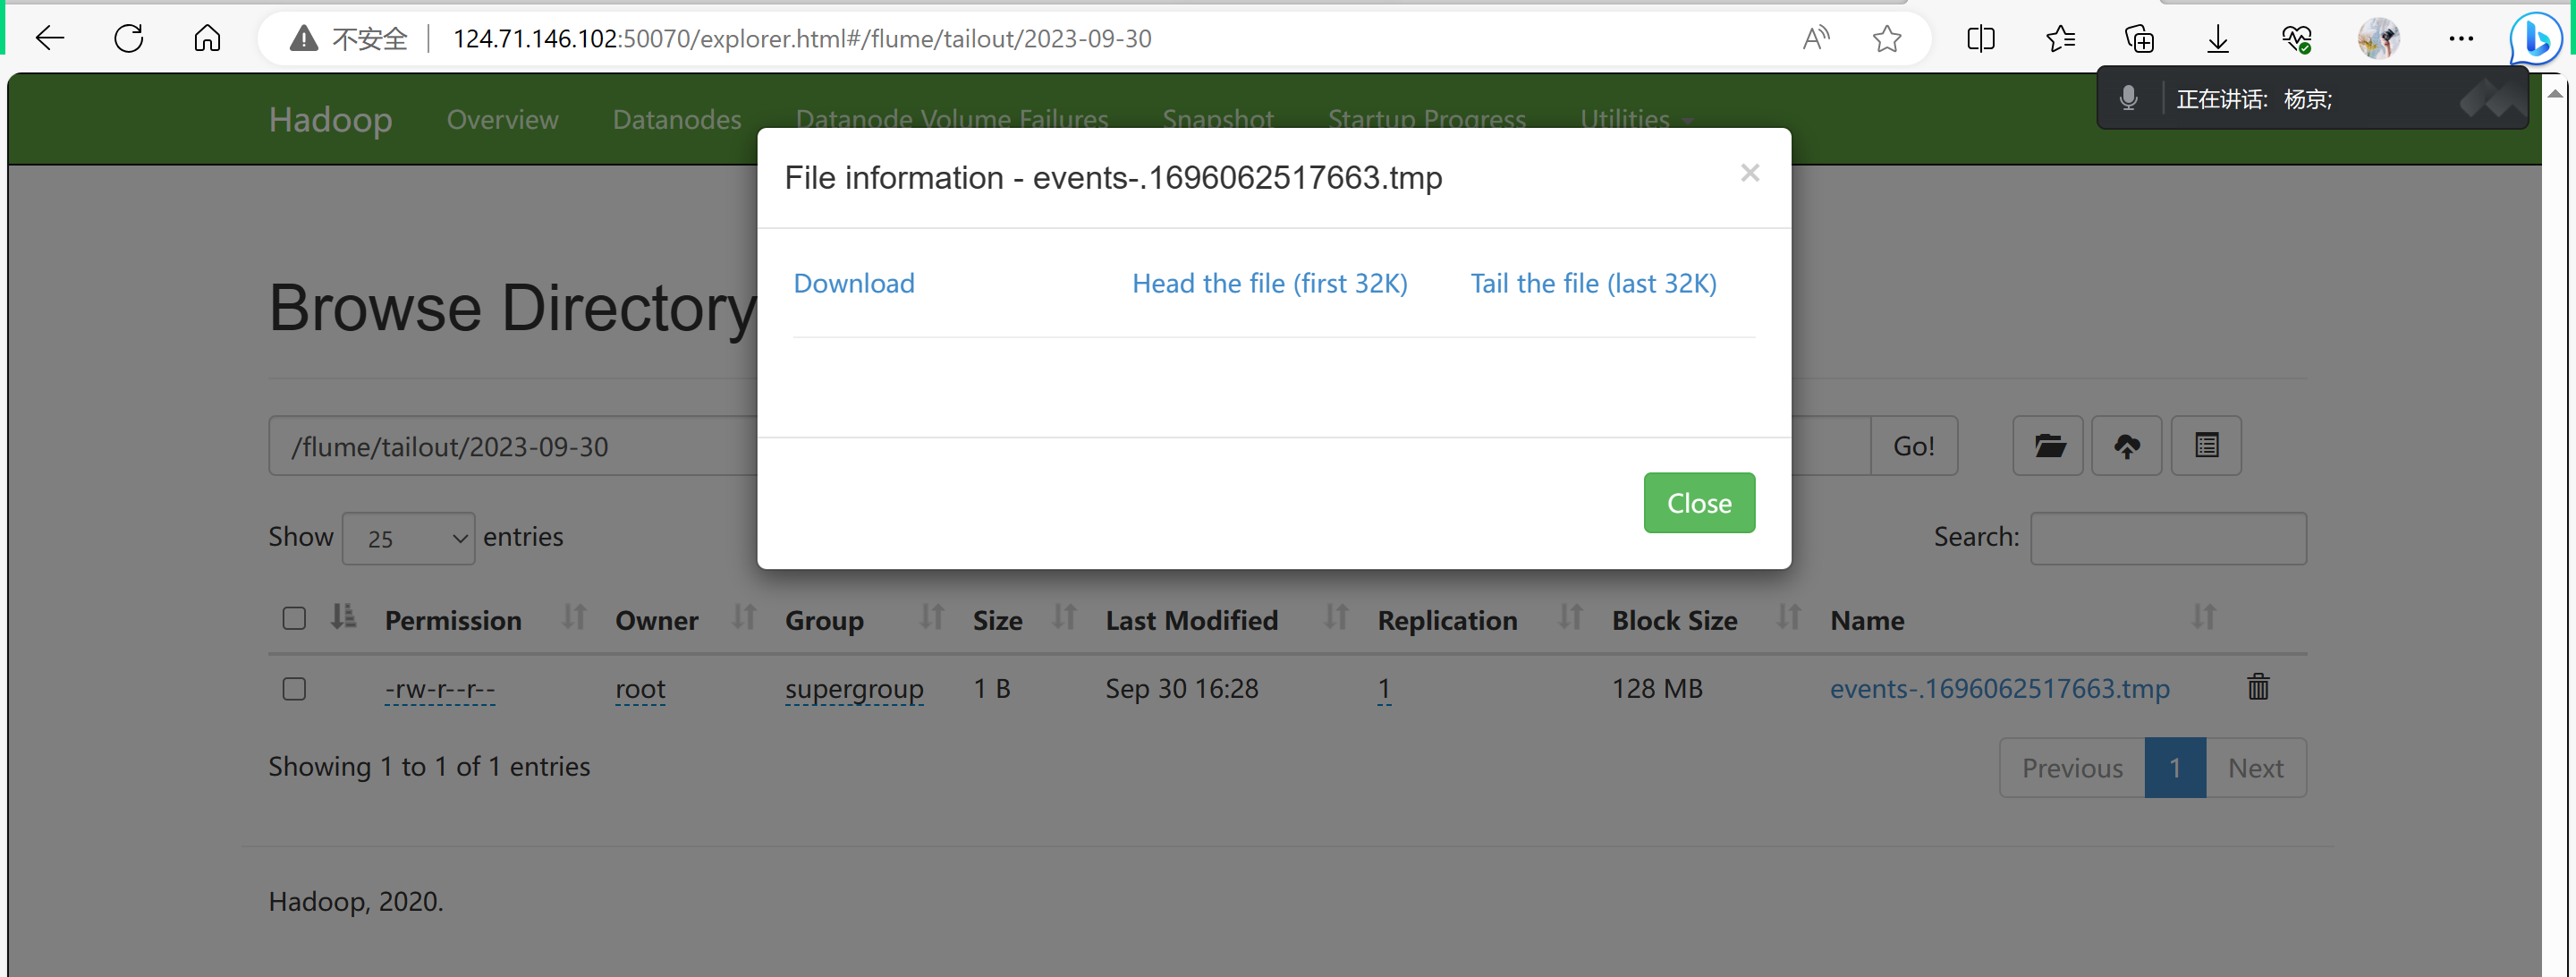 不安全 124.71.146.102:50070/explorer.html#/flume/tailout/2023-09-30
正在讲话: 杨京;
Hadoop Overview Datanodes Datanode Volume Failures Snapshot Startup Progress Utilities
File information - events-.1696062517663.tmp ×
Download Head the file (first 32K) Tail the file (last 32K)
Close
Browse Directory
/flume/tailout/2023-09-30 Go!
Show 25 entries Search:
Permission Owner Group Size Last Modified Replication Block Size Name
-rw-r--r-- root supergroup 1 B Sep 30 16:28 1 128 MB events-.1696062517663.tmp
Showing 1 to 1 of 1 entries Previous 1 Next
Hadoop, 2020.